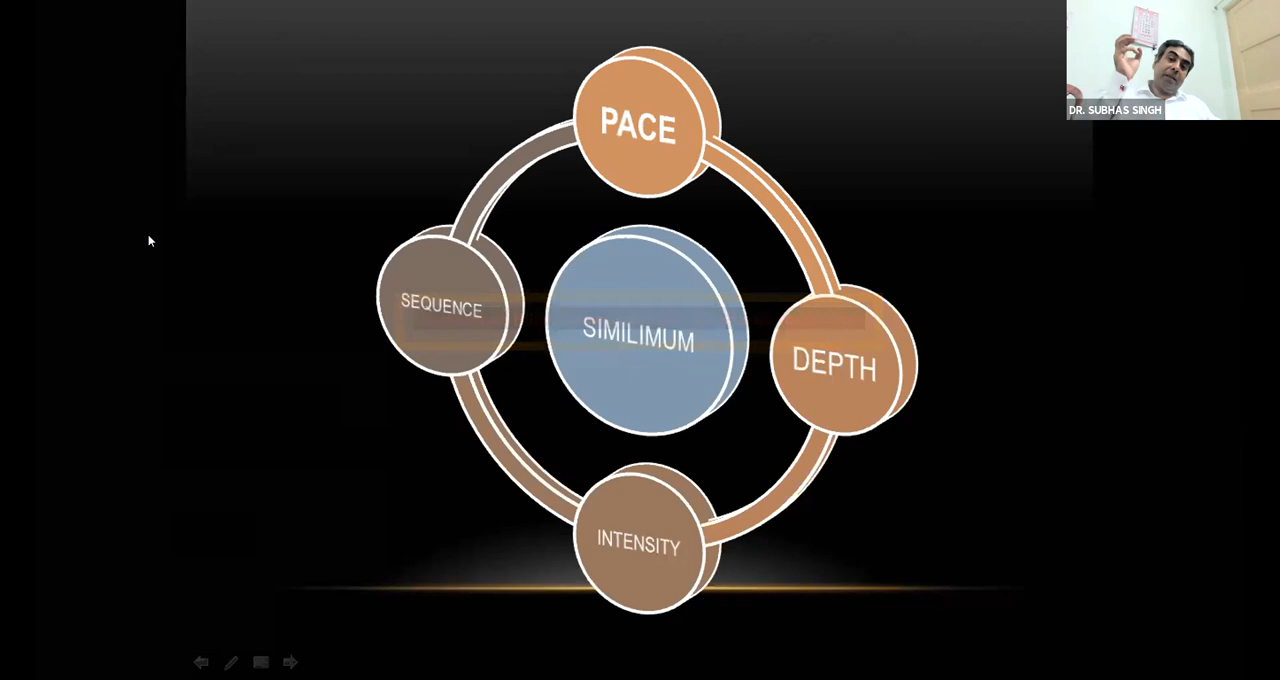 DR. SUBHAS SINGH
PACE
SEQUENCE
SIMILIMUM
DEPTH
INTENSITY